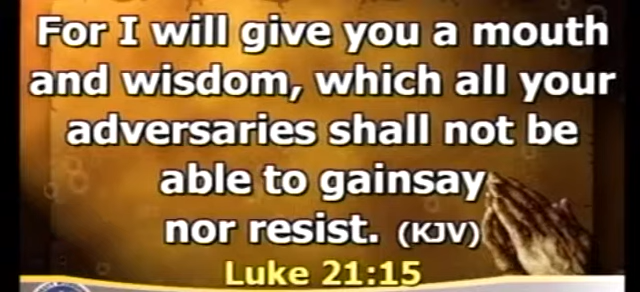 For I will give you a mouth
and wisdom, which all your
adversaries shall not be
able to gainsay
nor resist. (KJV)
Luke 21:15